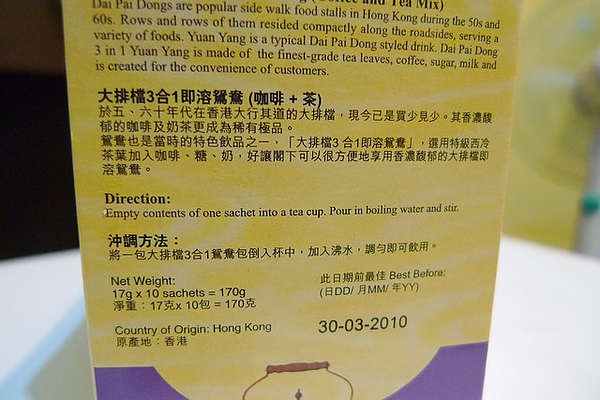 (Coffee and Tea Mix)
Dai Pai Dongs are popular side walk food stalls in Hong Kong during the 50s and
60s. Rows and rows of them resided compactly along the roadsides, serving a
variety of foods. Yuan Yang is a typical Dai Pai Dong styled drink. Dai Pai Dong
3 in 1 Yuan Yang is made of the finest-grade tea leaves, coffee, sugar, milk and
is created for the convenience of customers.
大排檔3合1即溶鴛鴦 (咖啡 + 茶)
於五、六十年代在香港大行其道的大排檔，現今已是買少見少。其香濃馥
郁的咖啡及奶茶更成為稀有極品。
鴛鴦也是當時的特色飲品之一，「大排檔3 合1即溶鴛鴦」，選用特級西冷
茶葉加入咖啡、糖、奶，好讓閣下可以很方便地享用香濃馥郁的大排檔即
溶鴛鴦。
Direction:
Empty contents of one sachet into a tea cup. Pour in boiling water and stir.
沖調方法：
將一包大排檔3合1鴛鴦包倒入杯中，加入沸水，調勻即可飲用。
Net Weight:
17g x 10 sachets = 170g
淨重：17克x 10包 = 170克
Country of Origin: Hong Kong
原產地：香港
此日期前最佳 Best Before:
(日DD/ 月MM/ 年YY)
30-03-2010